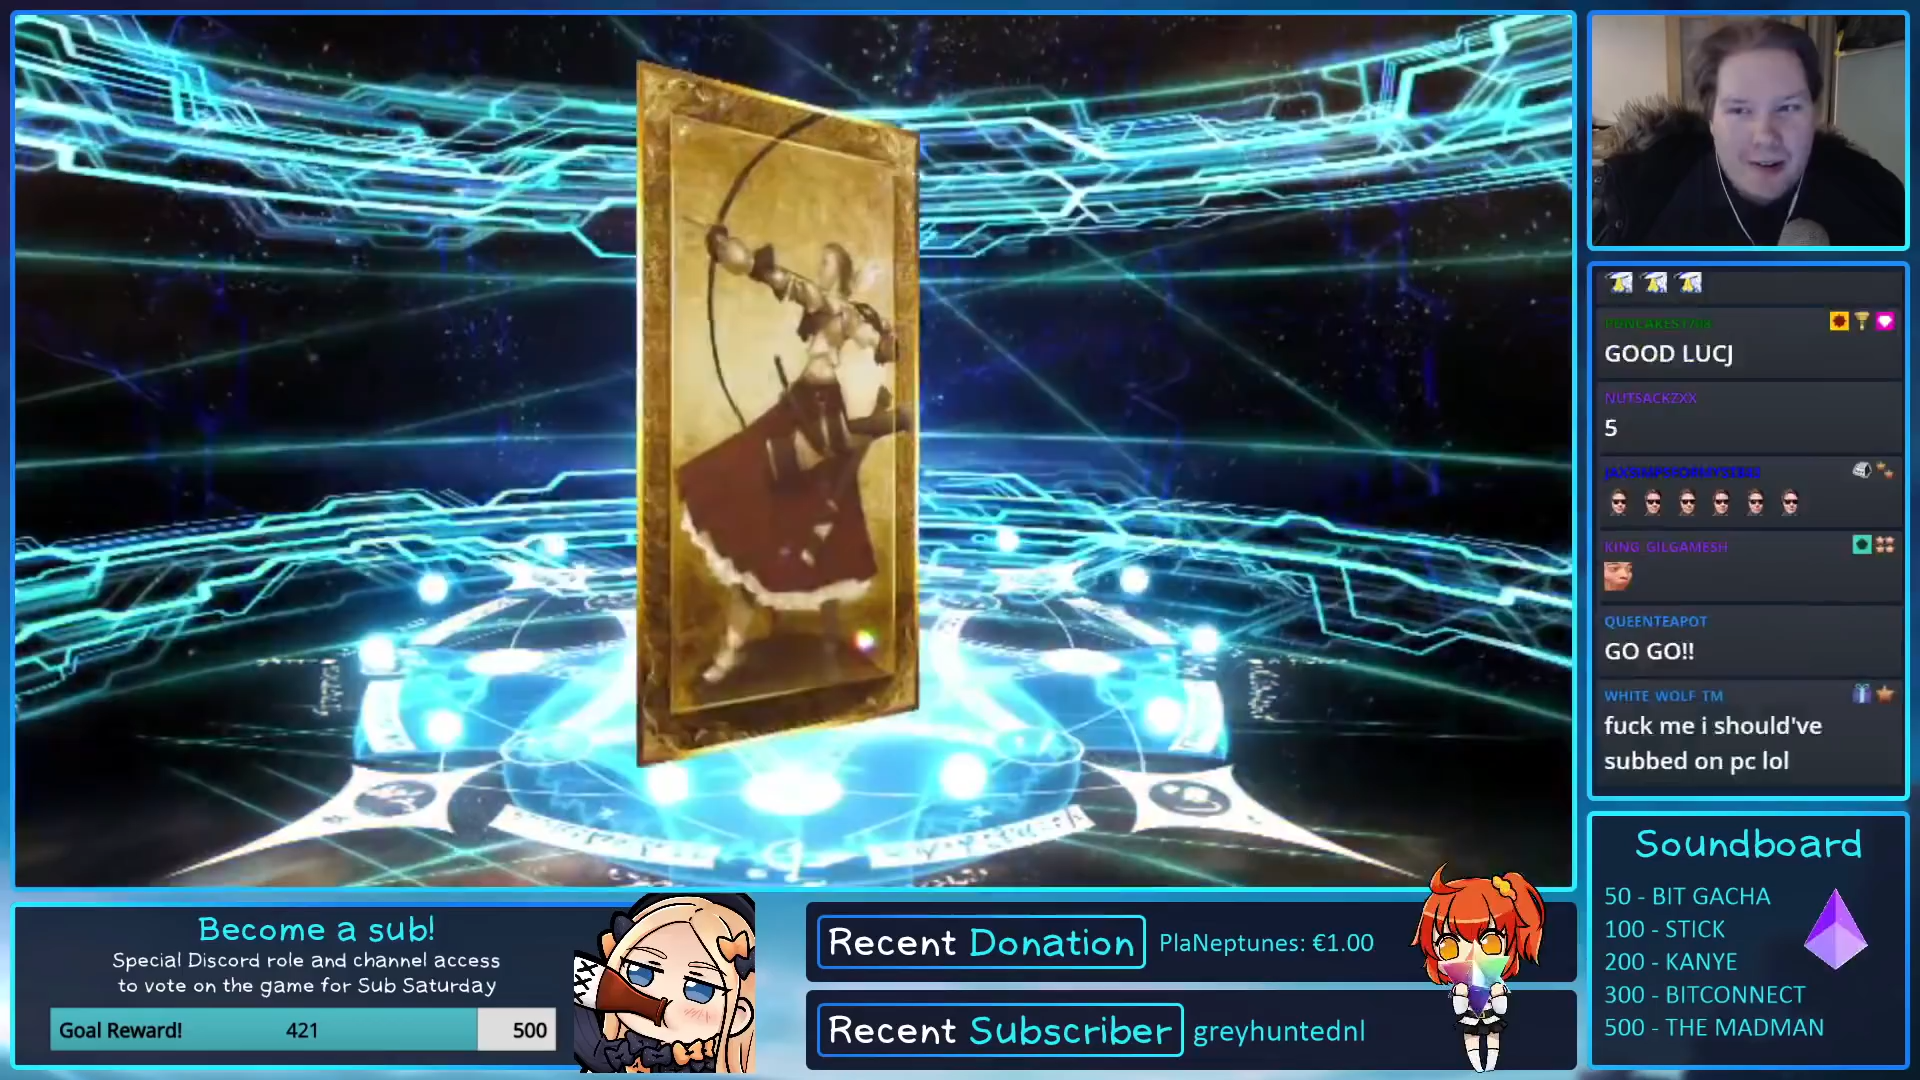 GOOD LUCJ
NUTSACKZXX
5
KING GILGAMESH
QUEENTEAPOT
GO GO!!
WHITE WOLF TM
fuck me i should've
subbed on pc lol
Soundboard
50 - BIT GACHA
100 - STICK
200 - KANYE
300 - BITCONNECT
500 - THE MADMAN
Become a sub!
Special Discord role and channel access
to vote on the game for Sub Saturday
Goal Reward! 421 500
Recent Donation PlaNeptunes: €1.00
Recent Subscriber greyhuntednl